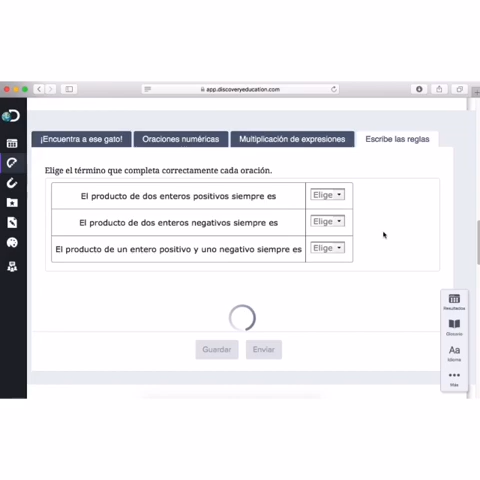 app.discoveryeducation.com
¡Encuentra a ese gato! Oraciones numéricas Multiplicación de expresiones Escribe las reglas
Elige el término que completa correctamente cada oración.
El producto de dos enteros positivos siempre es Elige
El producto de dos enteros negativos siempre es Elige
El producto de un entero positivo y uno negativo siempre es Elige
Resultados
Glosario
Aa
Idioma
Más
Guardar Enviar